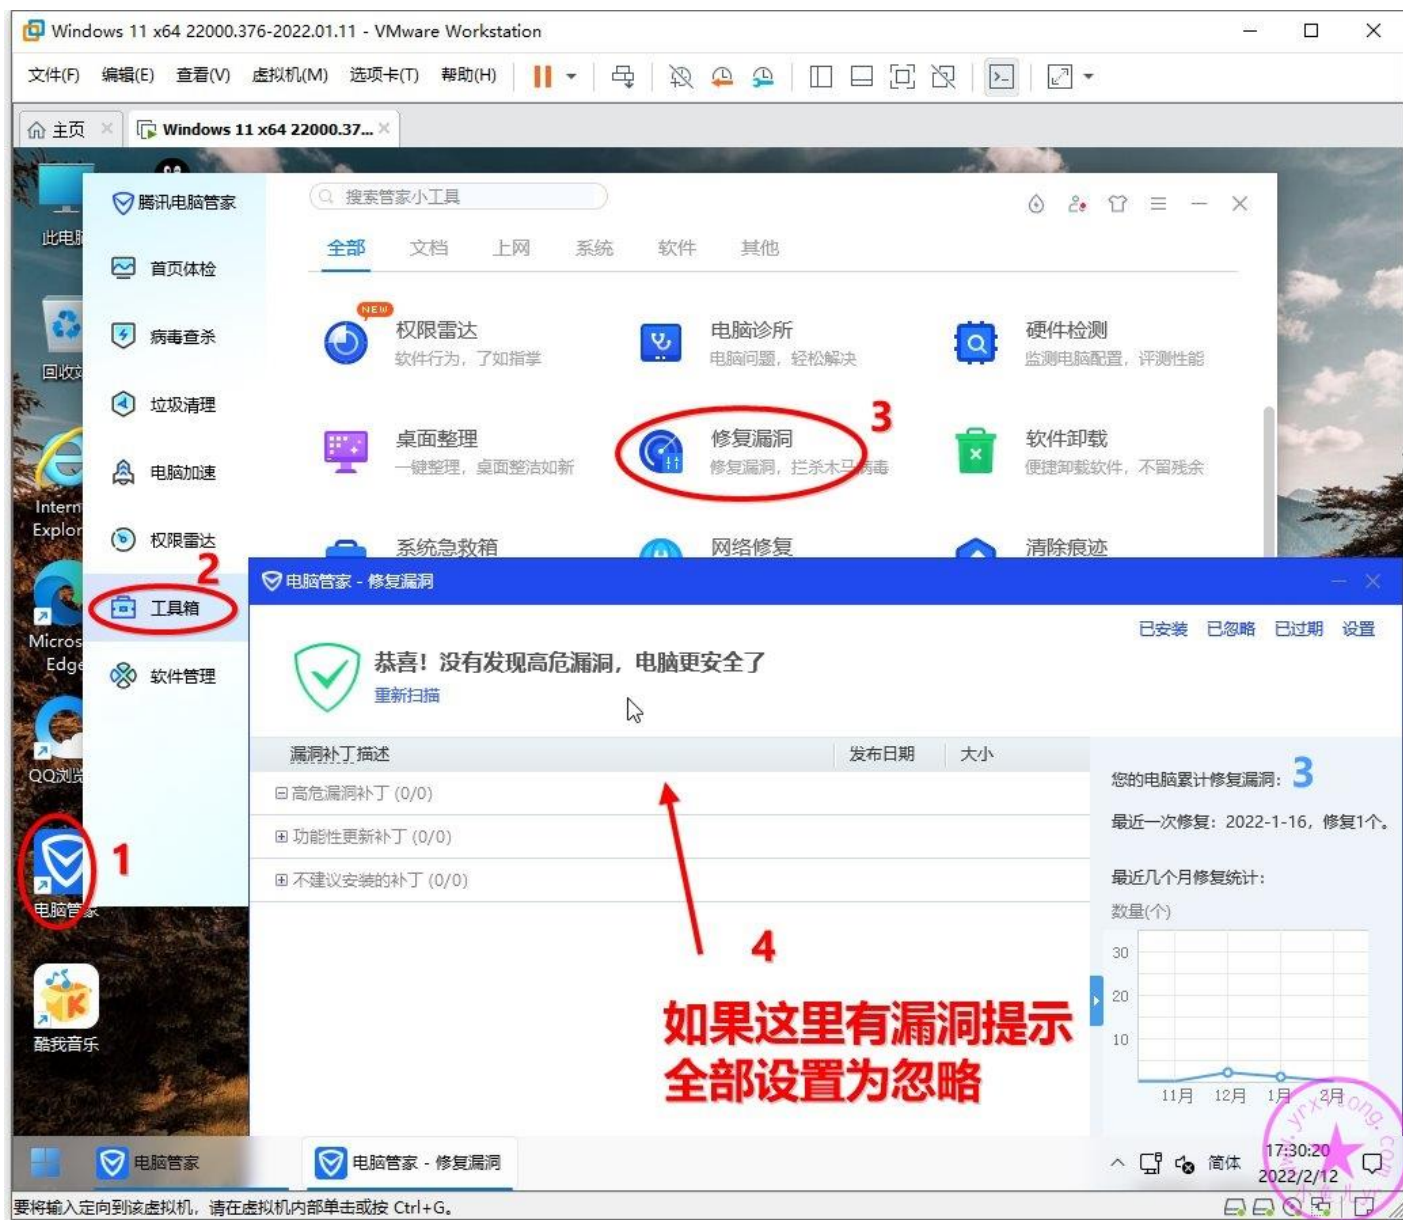 Windows 11 x64 22000.376-2022.01.11 - VMware Workstation
文件(F) 编辑(E) 查看(V) 虚拟机(M) 选项卡(T) 帮助(H)
主页
Windows 11 x64 22000.37...
此电脑
回收站
Intern
Explor
Micros
Edge
QQ浏览
电脑管家
酷我音乐
腾讯电脑管家
搜索管家小工具
首页体检
病毒查杀
垃圾清理
电脑加速
权限雷达
2
工具箱
软件管理
1
全部 文档 上网 系统 软件 其他
NEW
权限雷达
软件行为，了如指掌
电脑诊所
电脑问题，轻松解决
硬件检测
监测电脑配置，评测性能
桌面整理
一键整理，桌面整洁如新
修复漏洞
修复漏洞，拦杀木马病毒
3
软件卸载
便捷卸载软件，不留残余
系统急救箱
网络修复
清除痕迹
电脑管家 - 修复漏洞
已安装 已忽略 已过期 设置
恭喜！没有发现高危漏洞，电脑更安全了
重新扫描
漏洞补丁描述 发布日期 大小
高危漏洞补丁 (0/0)
功能性更新补丁 (0/0)
不建议安装的补丁 (0/0)
4
如果这里有漏洞提示
全部设置为忽略
您的电脑累计修复漏洞： 3
最近一次修复：2022-1-16，修复1个。
最近几个月修复统计：
数量(个)
30
20
10
11月 12月 1月 2月
电脑管家
电脑管家 - 修复漏洞
简体
17:30:20
2022/2/12
要将输入定向到该虚拟机，请在虚拟机内部单击或按 Ctrl+G。